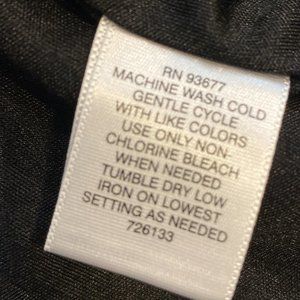 RN 93677
MACHINE WASH COLD
GENTLE CYCLE
WITH LIKE COLORS
USE ONLY NON-
CHLORINE BLEACH
WHEN NEEDED
TUMBLE DRY LOW
IRON ON LOWEST
SETTING AS NEEDED
726133